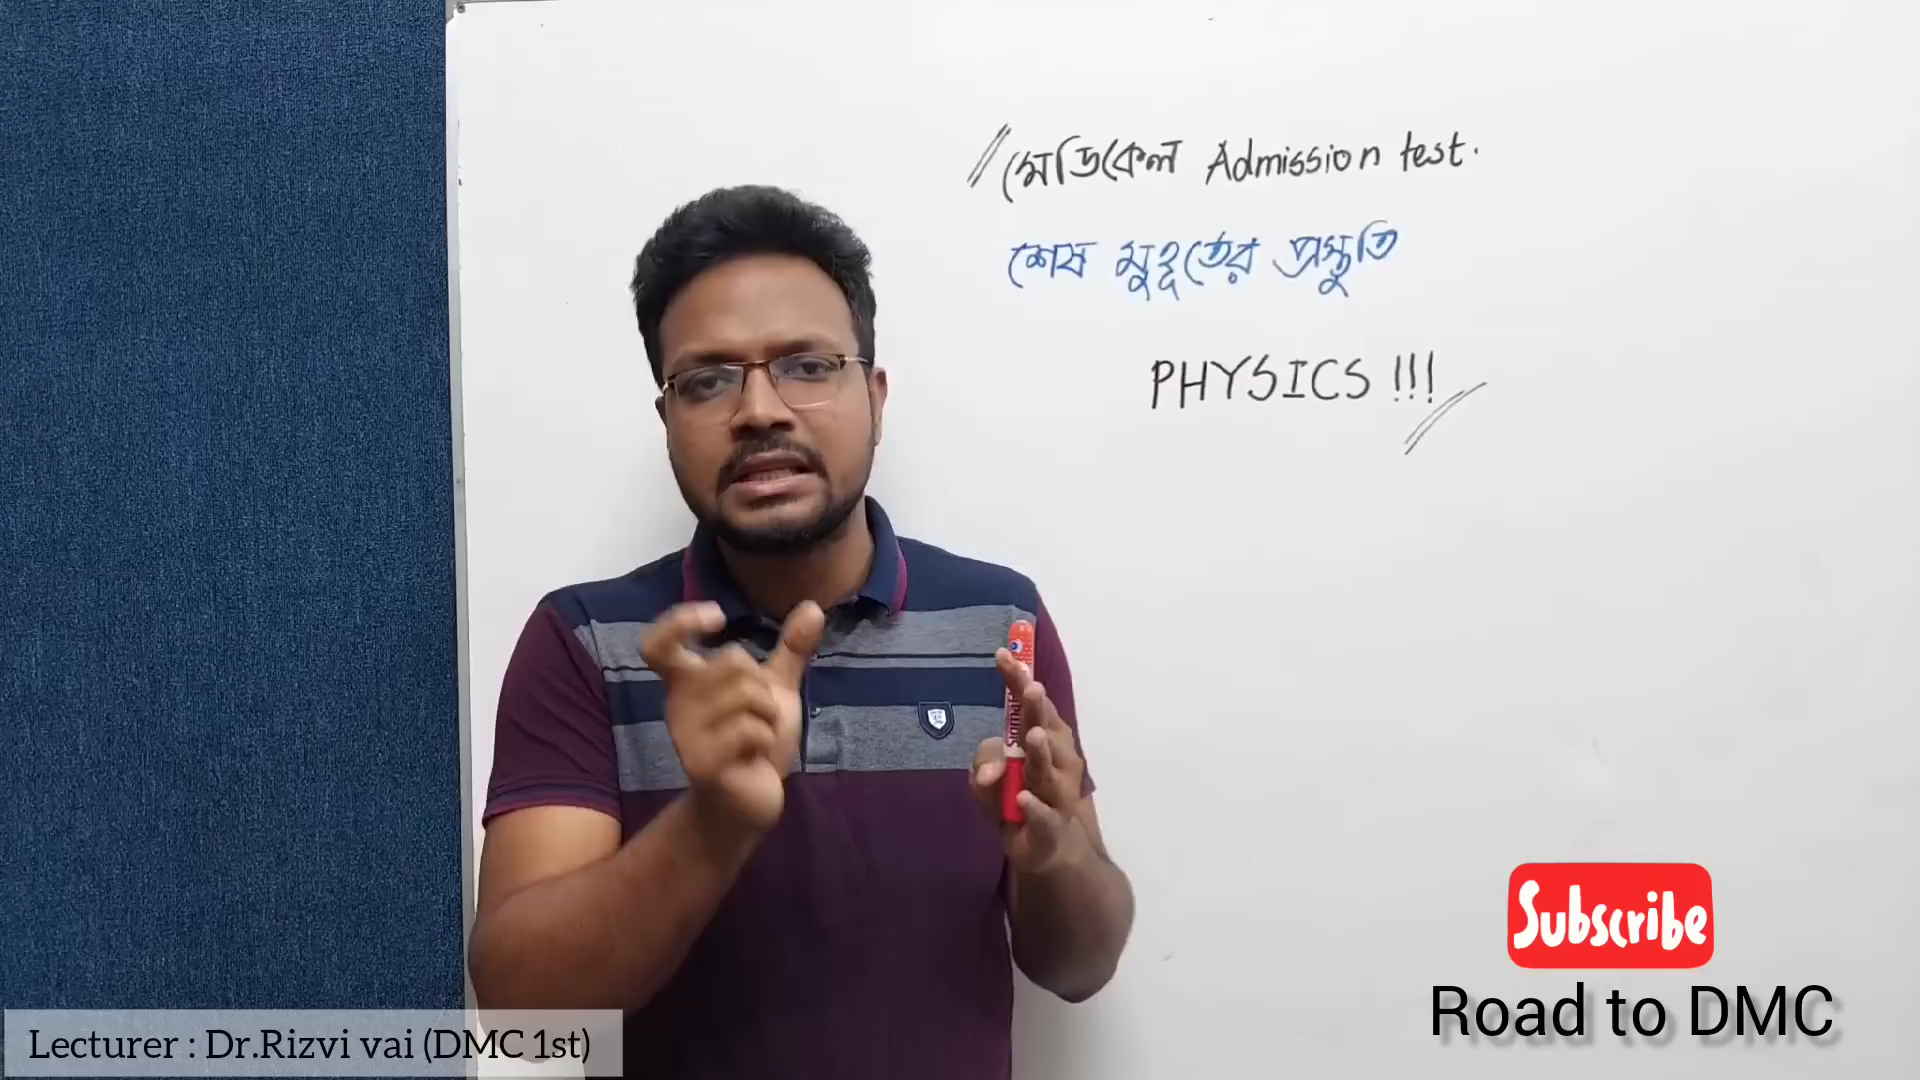 মেডিকেল Admission test.
শেষ মুহূর্তের প্রস্তুতি
PHYSICS !!!
Subscribe
Road to DMC
Lecturer : Dr.Rizvi vai (DMC 1st)